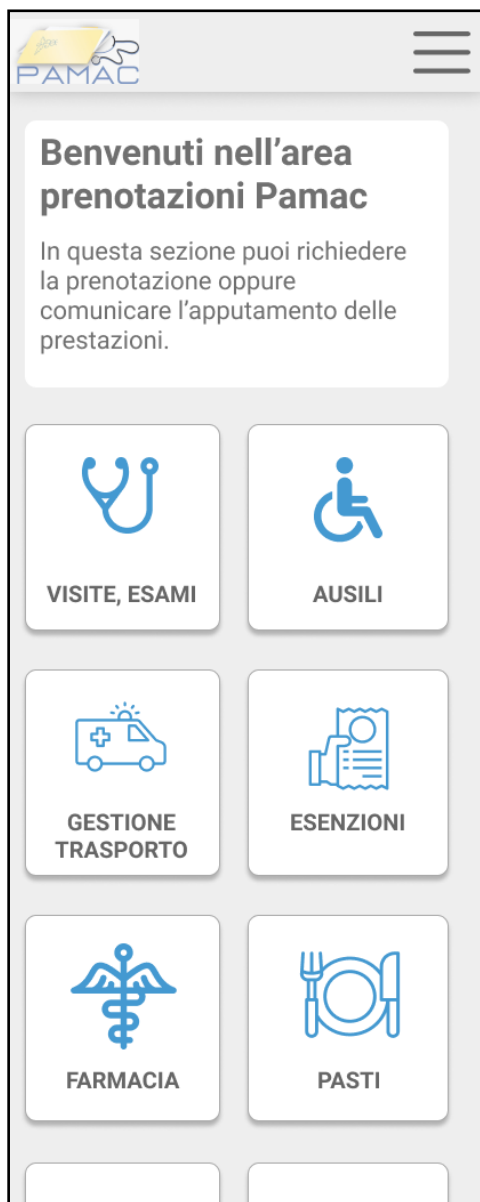 PAMAC
Benvenuti nell’area
prenotazioni Pamac
In questa sezione puoi richiedere
la prenotazione oppure
comunicare l’apputamento delle
prestazioni.
VISITE, ESAMI
AUSILI
GESTIONE
TRASPORTO
ESENZIONI
FARMACIA
PASTI